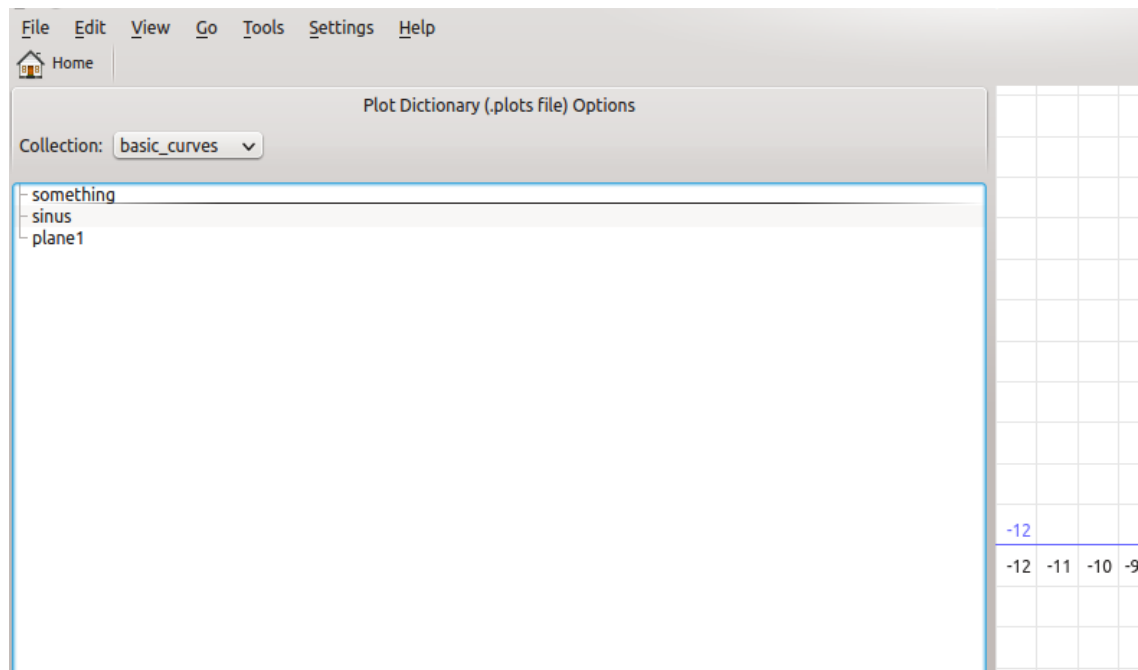 File Edit View Go Tools Settings Help
Home
Plot Dictionary (.plots file) Options
Collection: basic_curves
something
sinus
plane1
-12
-12 -11 -10 -9